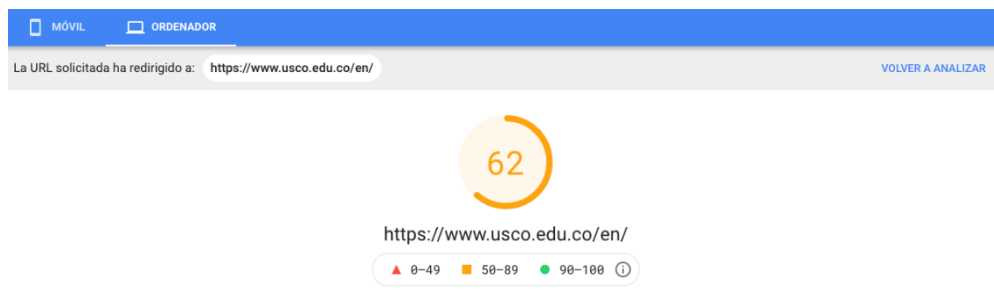 MÓVIL ORDENADOR
La URL solicitada ha redirigido a: https://www.usco.edu.co/en/ VOLVER A ANALIZAR
62
https://www.usco.edu.co/en/
0–49 50–89 90–100